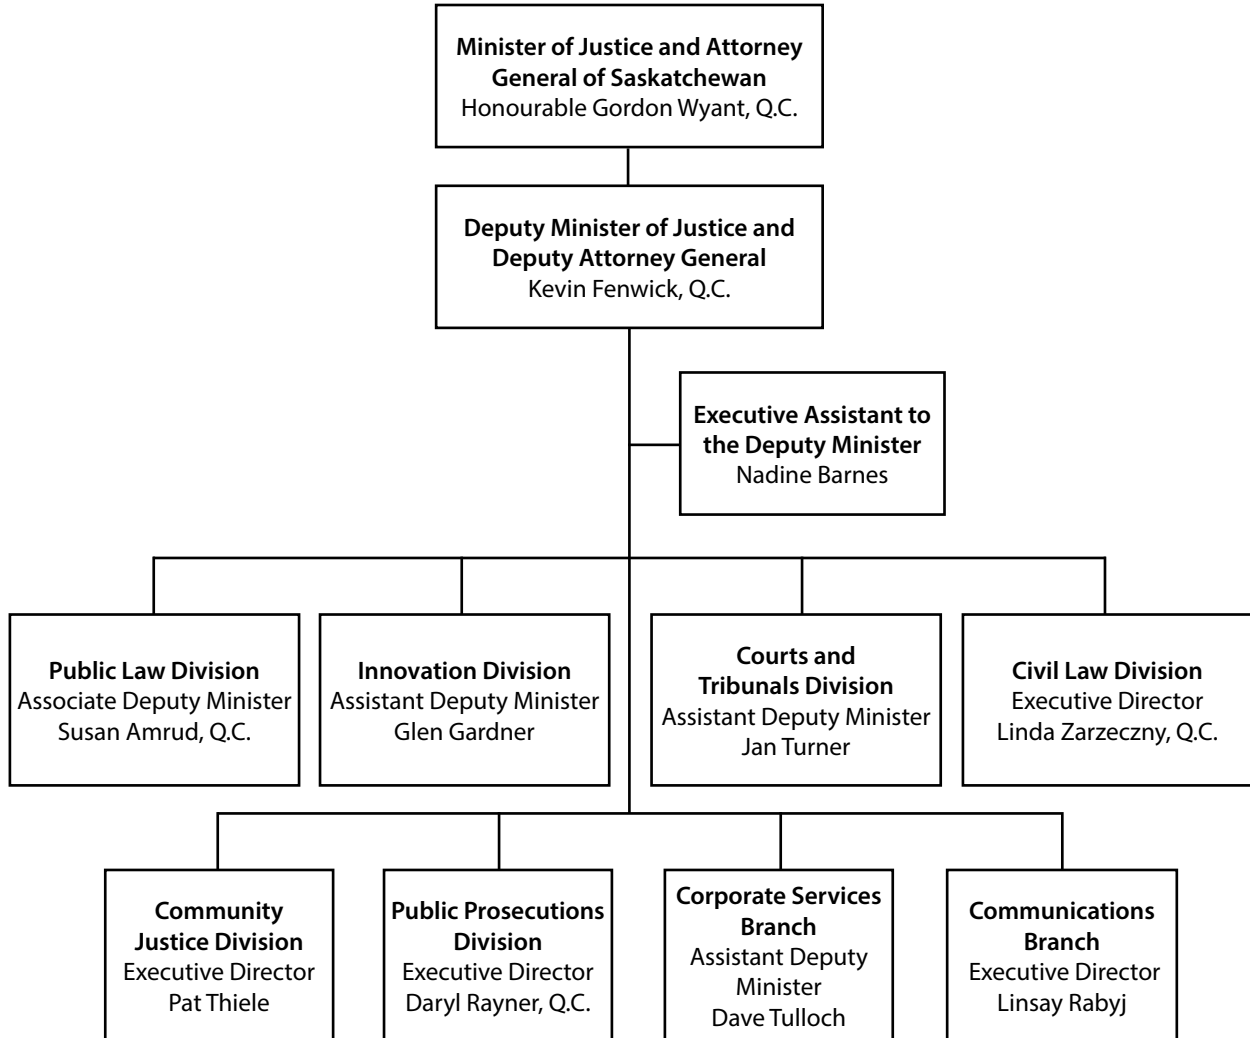 Minister of Justice and Attorney
General of Saskatchewan
Honourable Gordon Wyant, Q.C.
Deputy Minister of Justice and
Deputy Attorney General
Kevin Fenwick, Q.C.
Executive Assistant to
the Deputy Minister
Nadine Barnes
Public Law Division
Associate Deputy Minister
Susan Amrud, Q.C.
Innovation Division
Assistant Deputy Minister
Glen Gardner
Courts and
Tribunals Division
Assistant Deputy Minister
Jan Turner
Civil Law Division
Executive Director
Linda Zarzeczny, Q.C.
Community
Justice Division
Executive Director
Pat Thiele
Public Prosecutions
Division
Executive Director
Daryl Rayner, Q.C.
Corporate Services
Branch
Assistant Deputy
Minister
Dave Tulloch
Communications
Branch
Executive Director
Linsay Rabyj